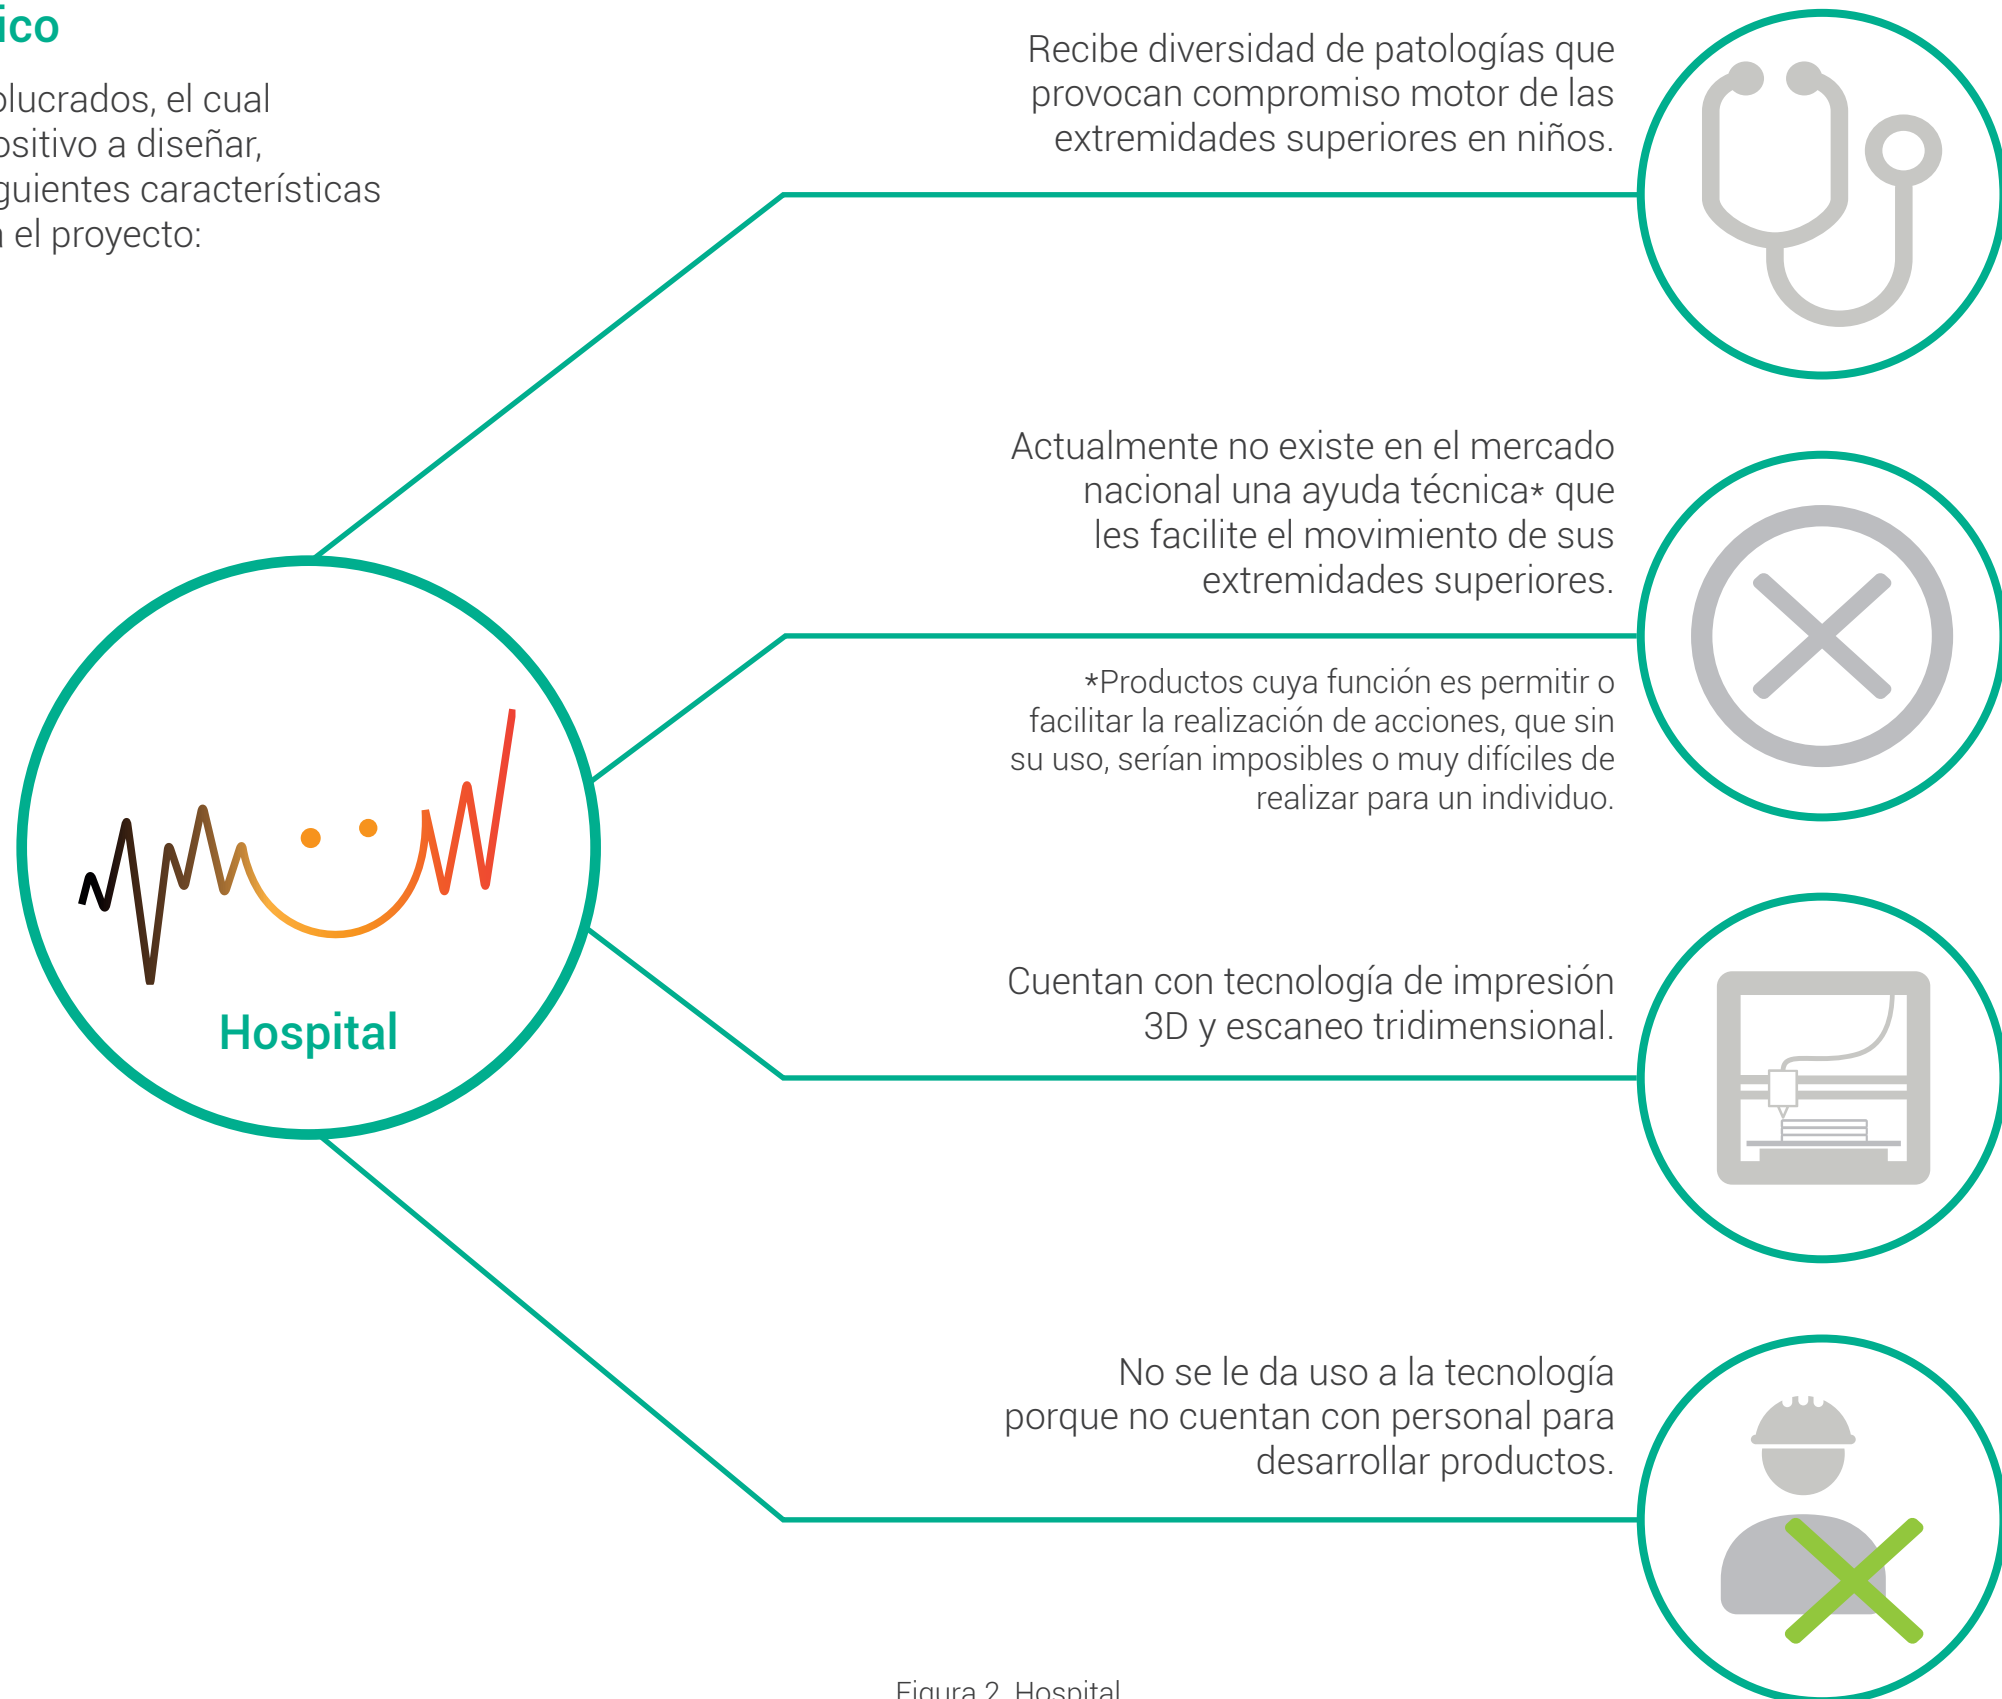 ico
olucrados, el cual
ositivo a diseñar,
guientes características
a el proyecto:
Recibe diversidad de patologías que
provocan compromiso motor de las
extremidades superiores en niños.
Actualmente no existe en el mercado
nacional una ayuda técnica* que
les facilite el movimiento de sus
extremidades superiores.
*Productos cuya función es permitir o
facilitar la realización de acciones, que sin
su uso, serían imposibles o muy difíciles de
realizar para un individuo.
Hospital
Cuentan con tecnología de impresión
3D y escaneo tridimensional.
No se le da uso a la tecnología
porque no cuentan con personal para
desarrollar productos.
Figura 2. Hospital